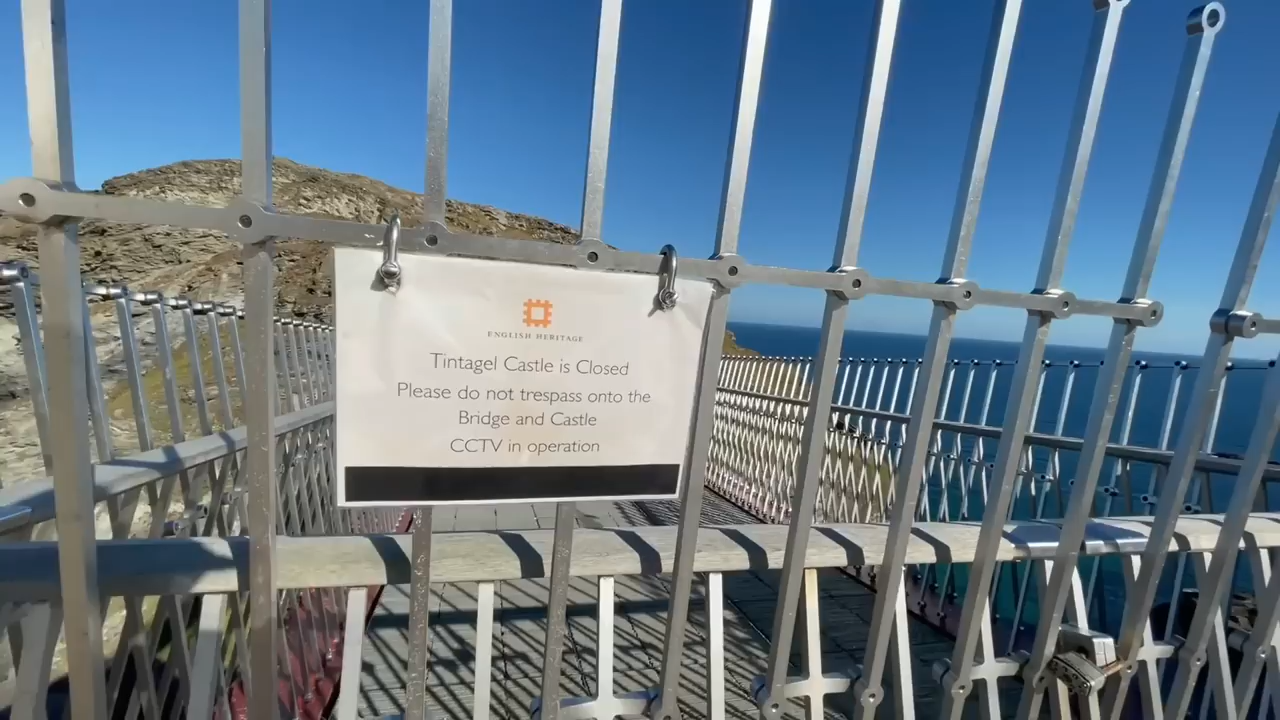 ENGLISH HERITAGE
Tintagel Castle is Closed
Please do not trespass onto the
Bridge and Castle
CCTV in operation